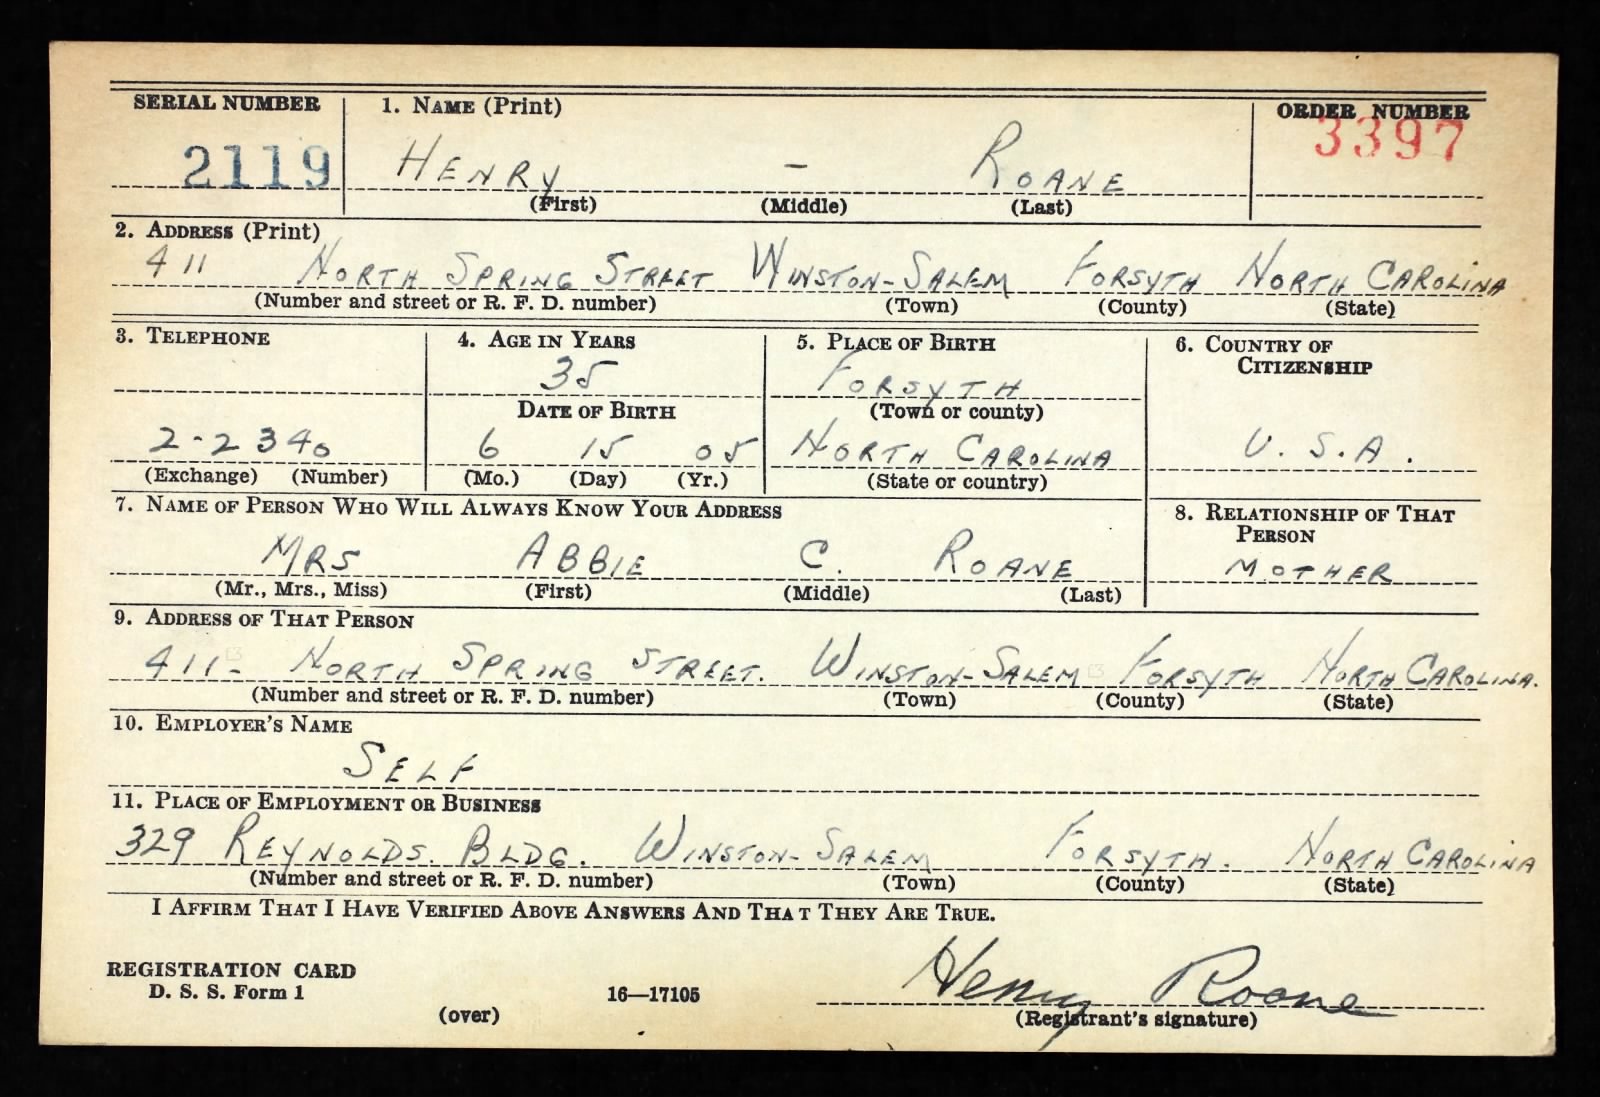 SERIAL NUMBER 1. NAME (Print) ORDER NUMBER
2119 HENRY - ROANE 3397
(First) (Middle) (Last)
2. ADDRESS (Print)
411 NORTH SPRING STREET WINSTON-SALEM FORSYTH NORTH CAROLINA
(Number and street or R. F. D. number) (Town) (County) (State)
3. TELEPHONE 4. AGE IN YEARS 5. PLACE OF BIRTH 6. COUNTRY OF
CITIZENSHIP
35 FORSYTH
DATE OF BIRTH (Town or county)
2-2340 6 15 05 NORTH CAROLINA U. S. A.
(Exchange) (Number) (Mo.) (Day) (Yr.) (State or country)
7. NAME OF PERSON WHO WILL ALWAYS KNOW YOUR ADDRESS 8. RELATIONSHIP OF THAT
PERSON
MRS ABBIE C. ROANE MOTHER
(Mr., Mrs., Miss) (First) (Middle) (Last)
9. ADDRESS OF THAT PERSON
411- NORTH SPRING STREET. WINSTON-SALEM FORSYTH NORTH CAROLINA.
(Number and street or R. F. D. number) (Town) (County) (State)
10. EMPLOYER'S NAME
SELF
11. PLACE OF EMPLOYMENT OR BUSINESS
329 REYNOLDS. BLDG. WINSTON-SALEM FORSYTH. NORTH CAROLINA
(Number and street or R. F. D. number) (Town) (County) (State)
I AFFIRM THAT I HAVE VERIFIED ABOVE ANSWERS AND THAT THEY ARE TRUE.
Henry Roane
REGISTRATION CARD
D. S. S. Form 1 16—17105
(over) (Registrant's signature)